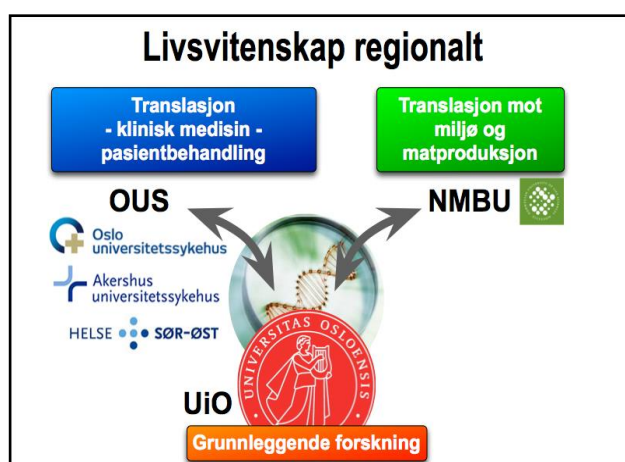 Livsvitenskap regionalt
Translasjon
- klinisk medisin -
pasientbehandling
Translasjon mot
miljø og
matproduksjon
OUS
NMBU
Oslo
universitetssykehus
Akershus
universitetssykehus
HELSE SØR-ØST
UNIVERSITAS OSLOENSIS
UiO
Grunnleggende forskning